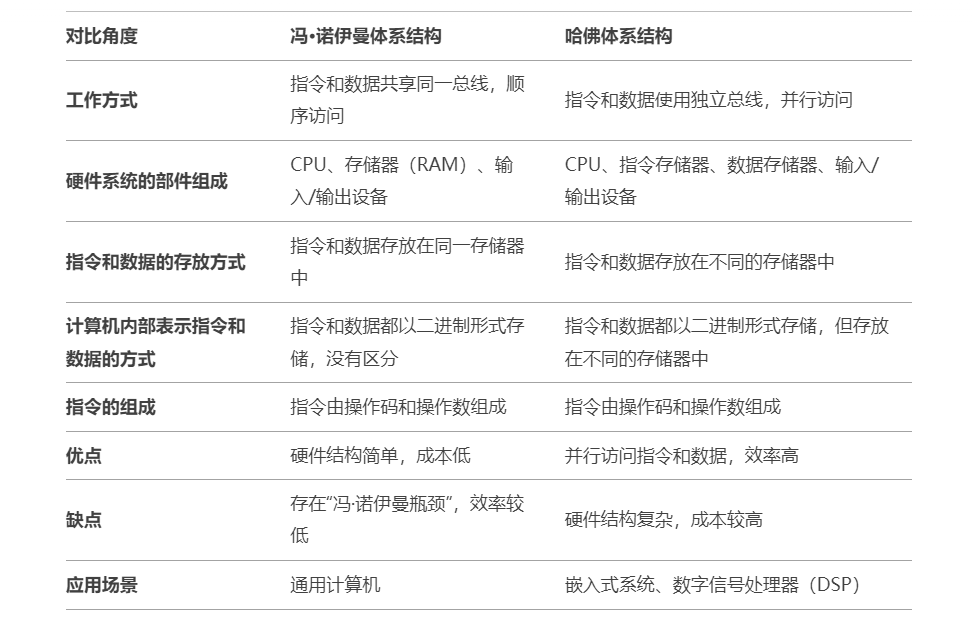 对比角度 冯·诺伊曼体系结构 哈佛体系结构
工作方式 指令和数据共享同一总线，顺序访问 指令和数据使用独立总线，并行访问
硬件系统的部件组成 CPU、存储器（RAM）、输入/输出设备 CPU、指令存储器、数据存储器、输入/输出设备
指令和数据的存放方式 指令和数据存放在同一存储器中 指令和数据存放在不同的存储器中
计算机内部表示指令和数据的方式 指令和数据都以二进制形式存储，没有区分 指令和数据都以二进制形式存储，但存放在不同的存储器中
指令的组成 指令由操作码和操作数组成 指令由操作码和操作数组成
优点 硬件结构简单，成本低 并行访问指令和数据，效率高
缺点 存在“冯·诺伊曼瓶颈”，效率较低 硬件结构复杂，成本较高
应用场景 通用计算机 嵌入式系统、数字信号处理器（DSP）